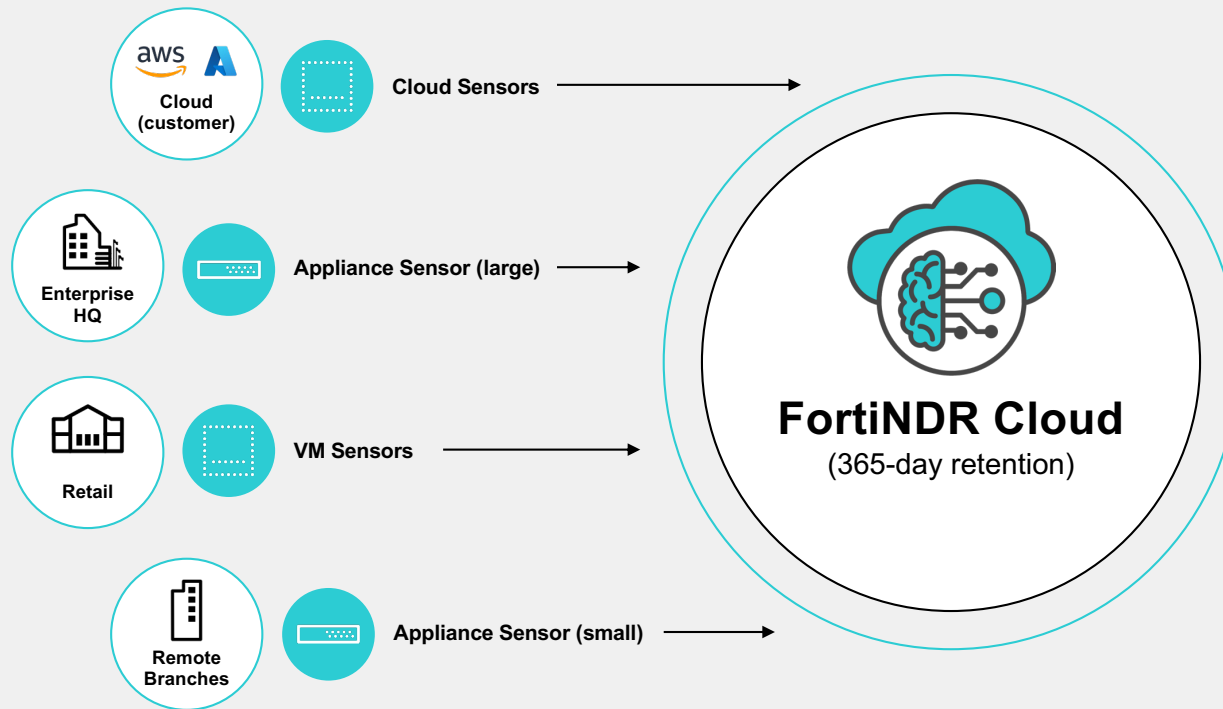 aws
Cloud
(customer)
Cloud Sensors
Enterprise
HQ
Appliance Sensor (large)
Retail
VM Sensors
Remote
Branches
Appliance Sensor (small)
FortiNDR Cloud
(365-day retention)